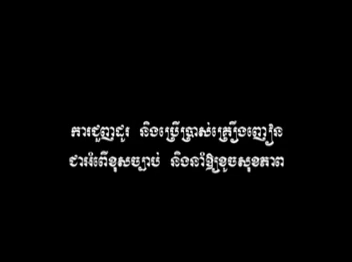 ការជួញដូរ និងប្រើប្រាស់គ្រឿងញៀន
ជាអំពើខុសច្បាប់ និងនាំឱ្យខូចសុខភាព